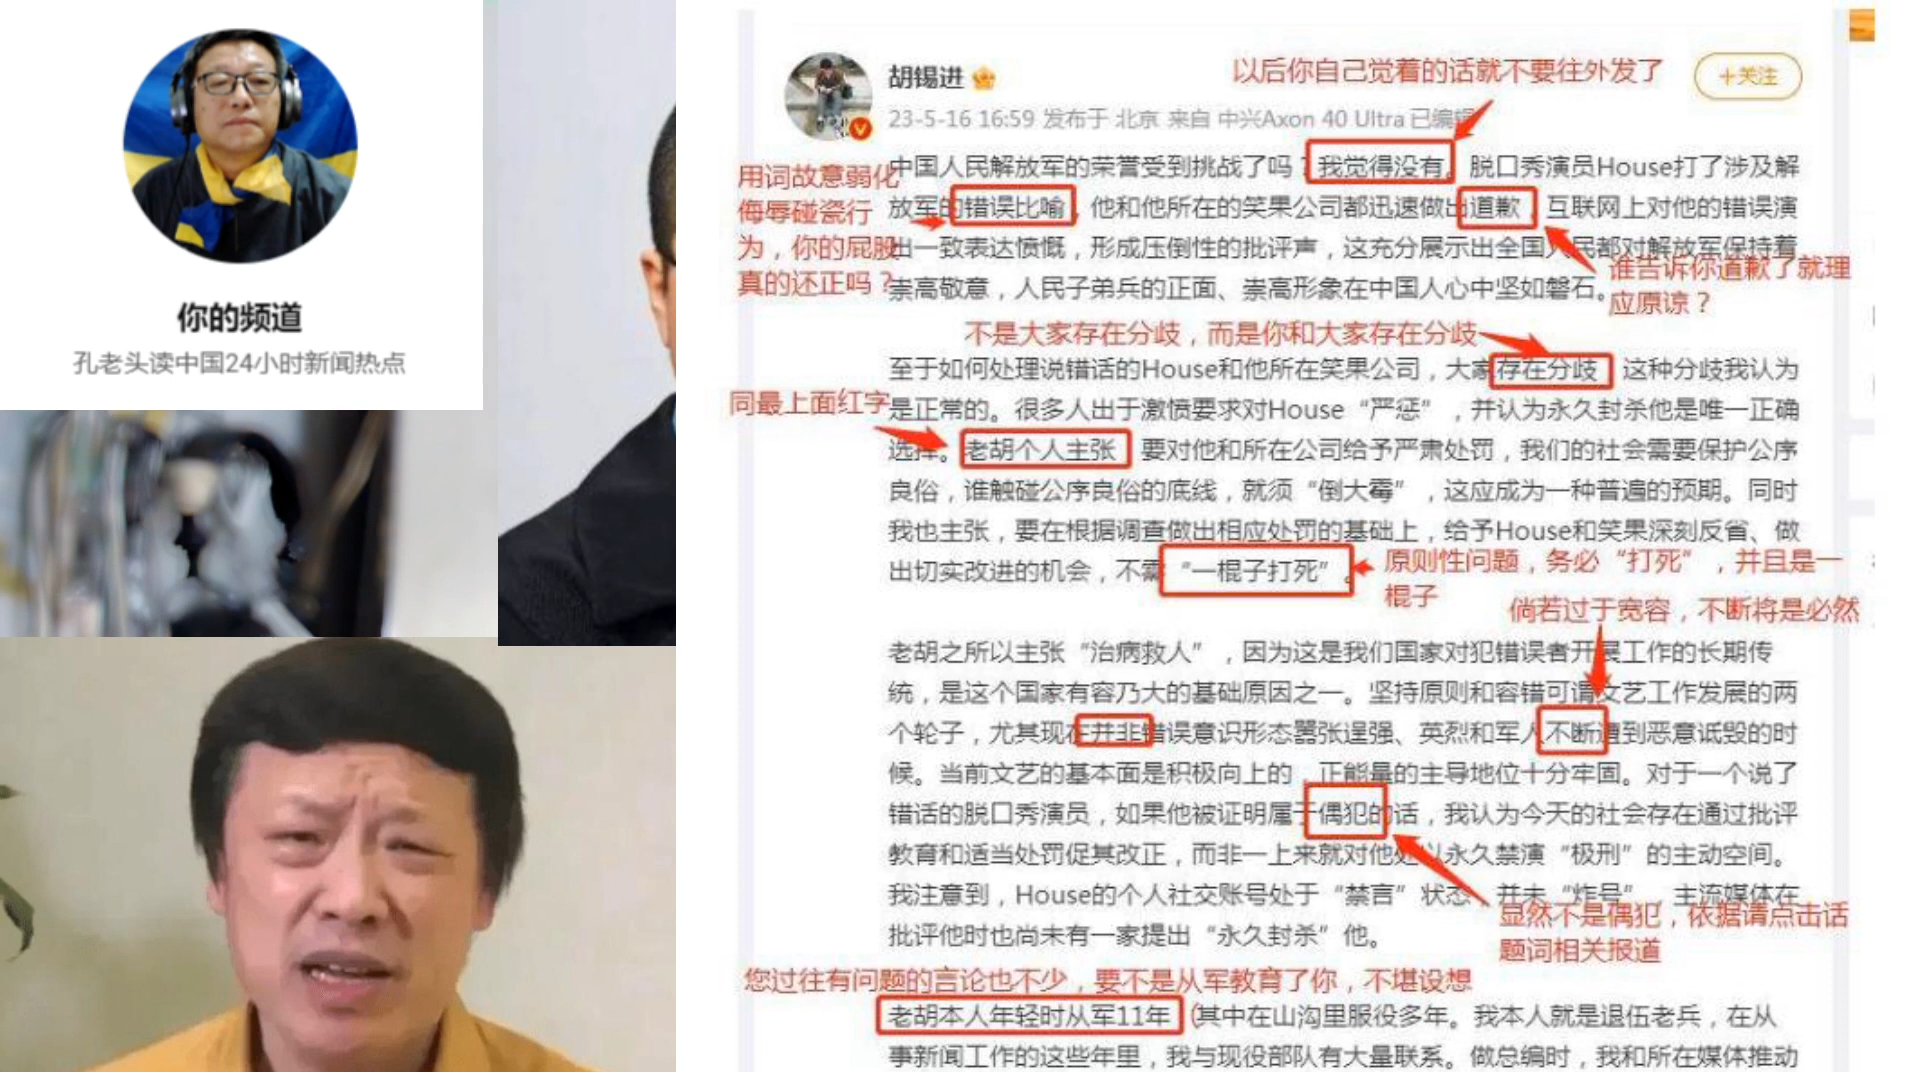 你的频道
孔老头读中国24小时新闻热点
胡锡进
以后你自己觉着的话就不要往外发了
+关注
23-5-16 16:59 发布于 北京 来自 中兴Axon 40 Ultra 已编辑
用词故意弱化
侮辱碰瓷行
为，你的屁股
真的还正吗？
中国人民解放军的荣誉受到挑战了吗？我觉得没有。脱口秀演员House打了涉及解
放军的错误比喻，他和他所在的笑果公司都迅速做出道歉，互联网上对他的错误演
出一致表达愤慨，形成压倒性的批评声，这充分展示出全国人民都对解放军保持着
崇高敬意，人民子弟兵的正面、崇高形象在中国人心中坚如磐石。
谁告诉你道歉了就理
应原谅？
不是大家存在分歧，而是你和大家存在分歧
至于如何处理说错话的House和他所在笑果公司，大家存在分歧，这种分歧我认为
同最上面红字
是正常的。很多人出于激愤要求对House“严惩”，并认为永久封杀他是唯一正确
选择。老胡个人主张，要对他和所在公司给予严肃处罚，我们的社会需要保护公序
良俗，谁触碰公序良俗的底线，就须“倒大霉”，这应成为一种普遍的预期。同时
我也主张，要在根据调查做出相应处罚的基础上，给予House和笑果深刻反省、做
出切实改进的机会，不需“一棍子打死”。
原则性问题，务必“打死”，并且是一
棍子
倘若过于宽容，不断将是必然
老胡之所以主张“治病救人”，因为这是我们国家对犯错误者开展工作的长期传
统，是这个国家有容乃大的基础原因之一。坚持原则和容错可谓文艺工作发展的两
个轮子，尤其现在并非错误意识形态嚣张逞强、英烈和军人不断遭到恶意诋毁的时
候。当前文艺的基本面是积极向上的，正能量的主导地位十分牢固。对于一个说了
错话的脱口秀演员，如果他被证明属于偶犯的话，我认为今天的社会存在通过批评
教育和适当处罚促其改正，而非一上来就对他处以永久禁演“极刑”的主动空间。
我注意到，House的个人社交账号处于“禁言”状态，并未“炸号”，主流媒体在
批评他时也尚未有一家提出“永久封杀”他。
显然不是偶犯，依据请点击话
题词相关报道
您过往有问题的言论也不少，要不是从军教育了你，不堪设想
老胡本人年轻时从军11年（其中在山沟里服役多年。我本人就是退伍老兵，在从
事新闻工作的这些年里，我与现役部队有大量联系。做总编时，我和所在媒体推动